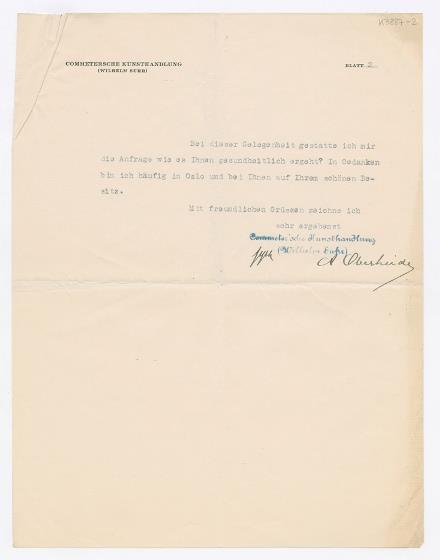 K3887-2
COMMETERSCHE KUNSTHANDLUNG
(WILHELM SUHR)
BLATT 2
Bei dieser Gelegenheit gestatte ich mir
die Anfrage wie es Ihnen gesundheitlich ergeht? In Gedanken
bin ich häufig in Oslo und bei Ihnen auf Ihrem schönen Be-
sitz.
Mit freundlichen Grüssen zeichne ich
sehr ergebenst
Commeter'sche Kunsthandlung
(Wilhelm Suhr)
A Oberheide